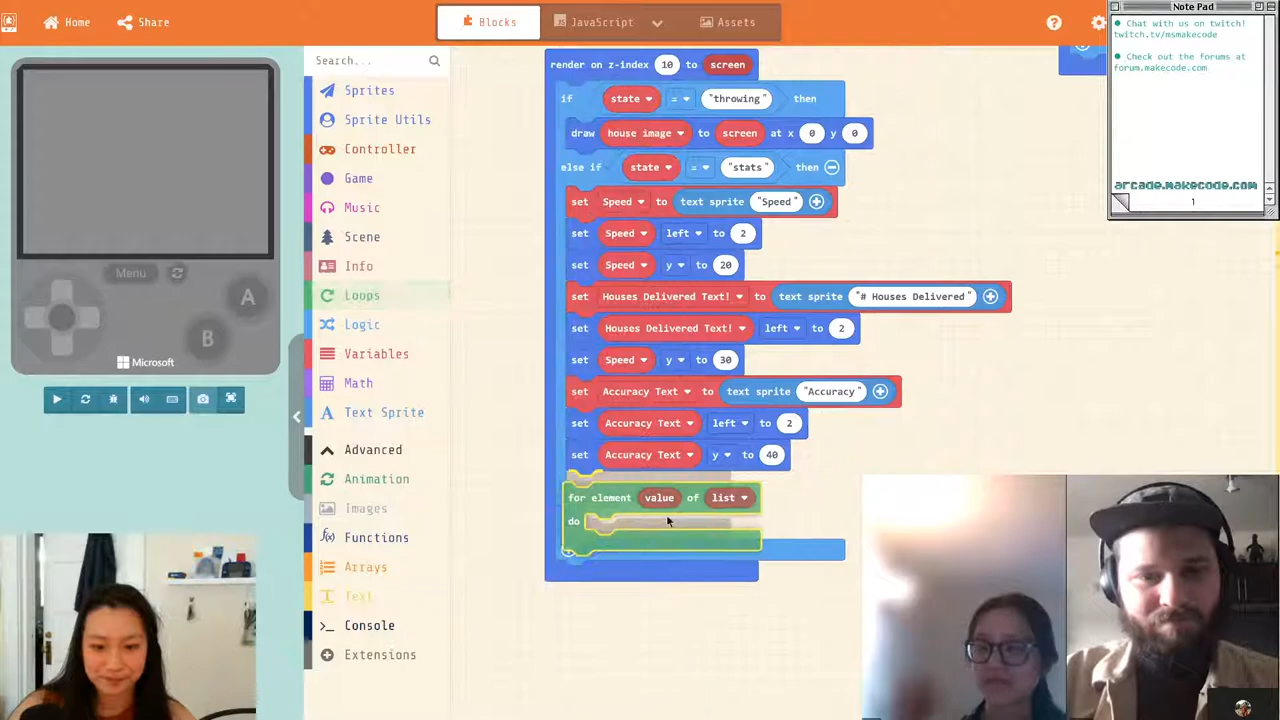 Home
Share
Blocks
JavaScript
Assets
?
Note Pad
● Chat with us on twitch!
twitch.tv/msmakecode
● Check out the forums at
forum.makecode.com
arcade.makecode.com
1
Menu
A
B
Microsoft
Search...
Sprites
Sprite Utils
Controller
Game
Music
Scene
Info
Loops
Logic
Variables
Math
Text Sprite
Advanced
Animation
Images
Functions
Arrays
Text
Console
Extensions
render on z-index 10 to screen
if state = "throwing" then
draw house image to screen at x 0 y 0
else if state = "stats" then
set Speed to text sprite "Speed"
set Speed left to 2
set Speed y to 20
set Houses Delivered Text! to text sprite "# Houses Delivered"
set Houses Delivered Text! left to 2
set Speed y to 30
set Accuracy Text to text sprite "Accuracy"
set Accuracy Text left to 2
set Accuracy Text y to 40
for element value of list
do